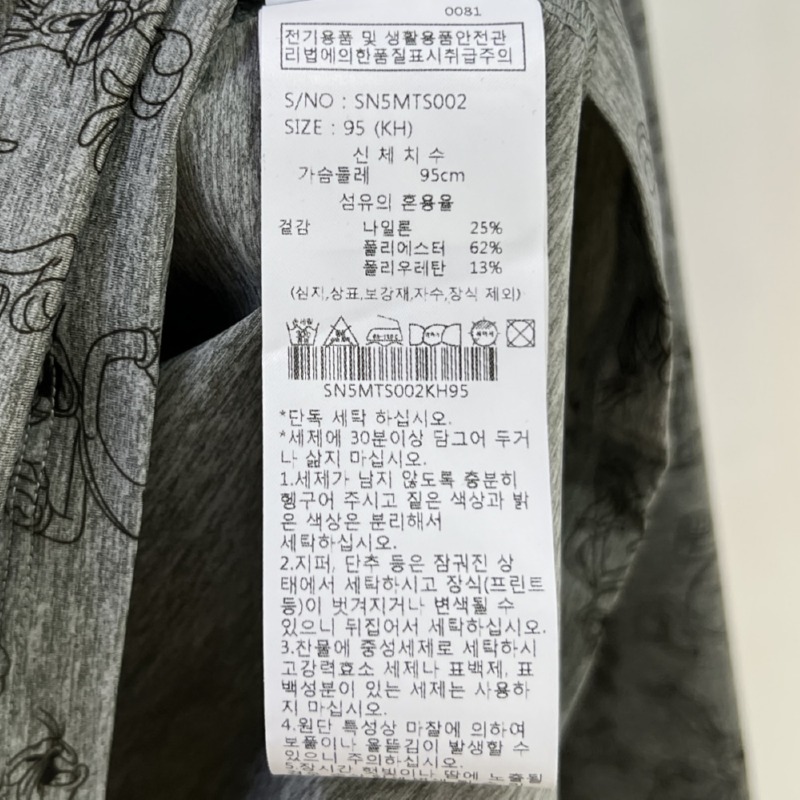 0081
전기용품 및 생활용품안전관
리법에의한품질표시취급주의
S/NO : SN5MTS002
SIZE : 95 (KH)
신 체 치 수
가슴둘레 95cm
섬유의 혼용율
겉감 나일론 25%
폴리에스터 62%
폴리우레탄 13%
(심지,상표,보강재,자수,장식 제외)
SN5MTS002KH95
*단독 세탁 하십시오.
*세제에 30분이상 담그어 두거
나 삶지 마십시오.
1.세제가 남지 않도록 충분히
헹구어 주시고 짙은 색상과 밝
은 색상은 분리해서
세탁하십시오.
2.지퍼, 단추 등은 잠궈진 상
태에서 세탁하시고 장식(프린트
등)이 벗겨지거나 변색될 수
있으니 뒤집어서 세탁하십시오.
3.찬물에 중성세제로 세탁하시
고강력효소 세제나 표백제, 표
백성분이 있는 세제는 사용하
지 마십시오.
4.원단 특성상 마찰에 의하여
보풀이나 올뜯김이 발생할 수
있으니 주의하십시오.
5.장시간 햇빛이나 땀에 노출될